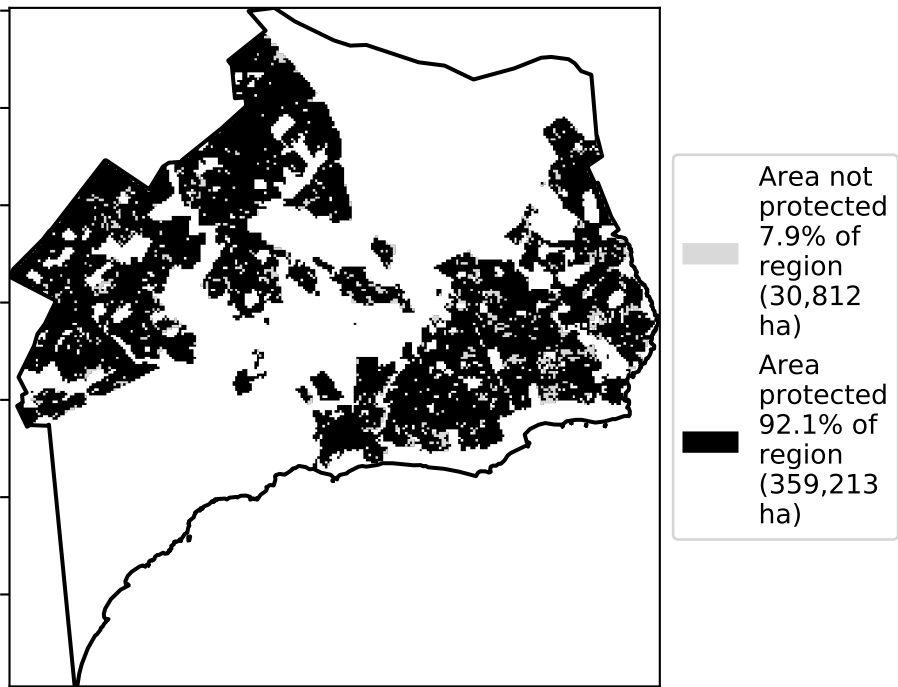 Area not
protected
7.9% of
region
(30,812
ha)
Area
protected
92.1% of
region
(359,213
ha)